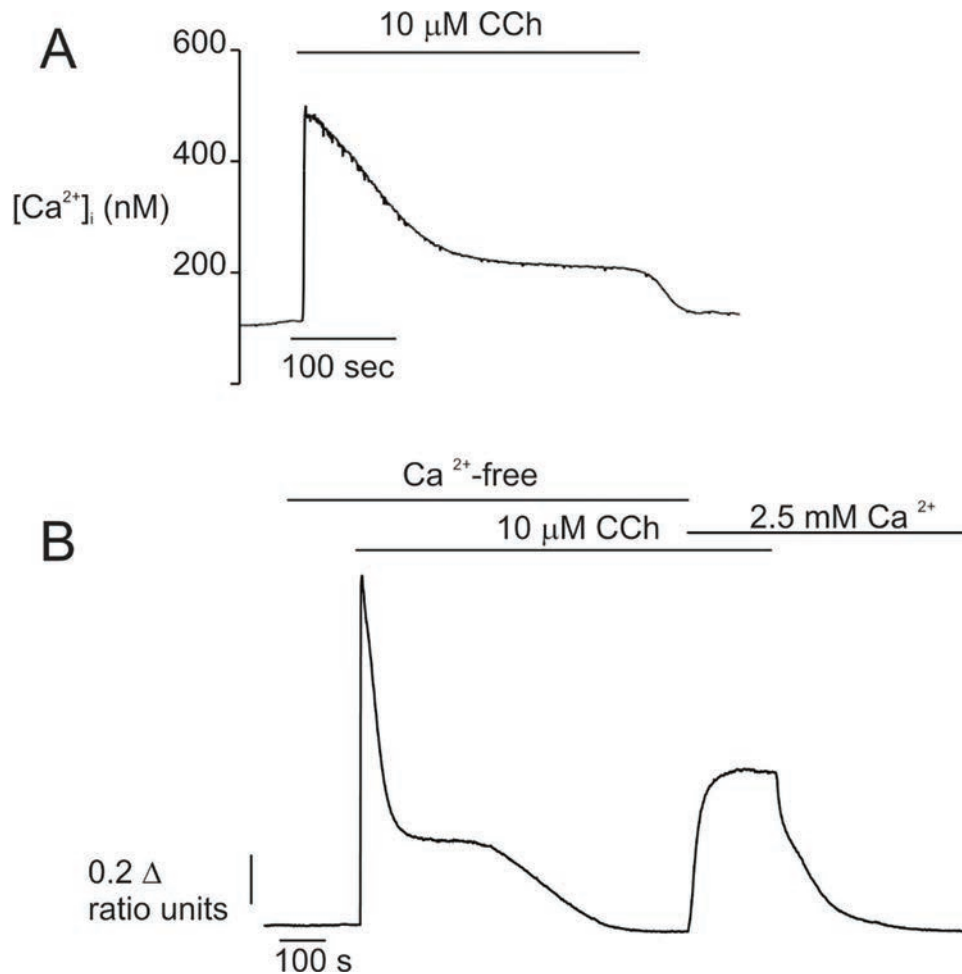 A
10 μM CCh
600
400
[Ca²⁺]ᵢ (nM)
200
100 sec
Ca ²⁺-free
B
10 μM CCh
2.5 mM Ca ²⁺
0.2 Δ
ratio units
100 s